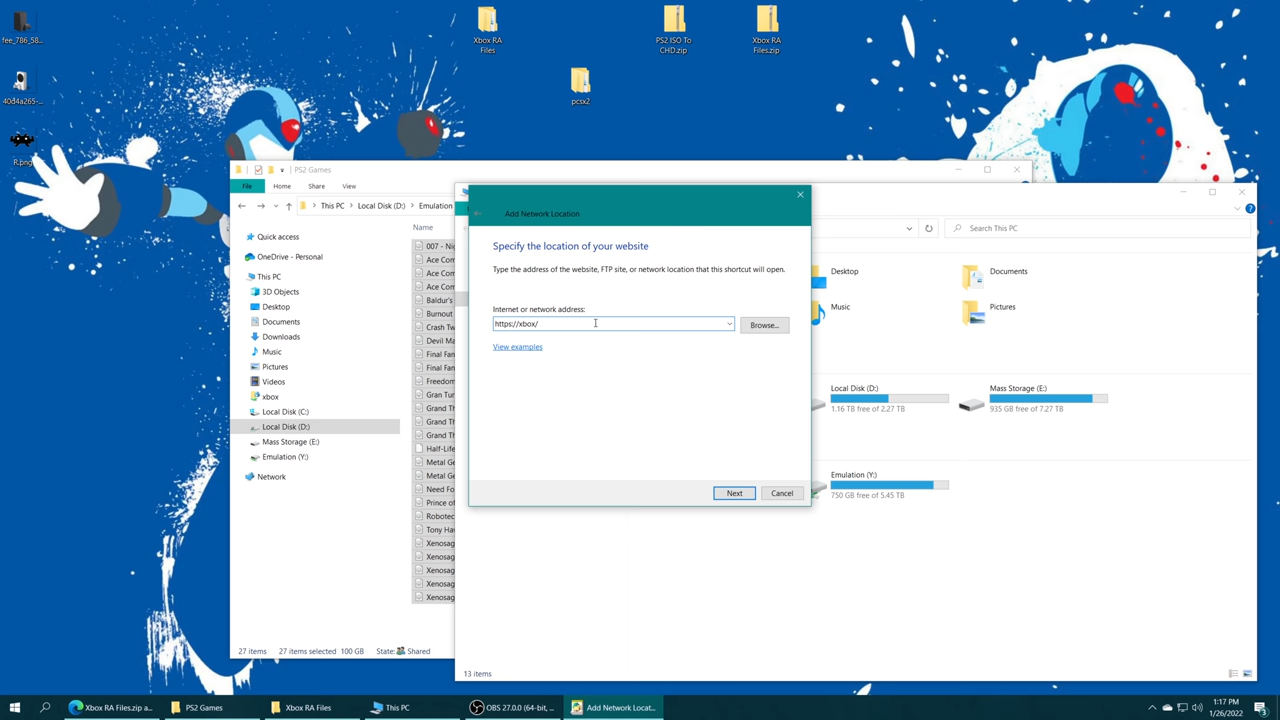 fee_786_58...
40d4a265-...
R.png
Xbox RA
Files
PS2 ISO To
CHD.zip
Xbox RA
Files.zip
pcsx2
PS2 Games
File
Home
Share
View
This PC
Local Disk (D:)
Emulation
Name
Quick access
OneDrive - Personal
This PC
3D Objects
Desktop
Documents
Downloads
Music
Pictures
Videos
xbox
Local Disk (C:)
Local Disk (D:)
Mass Storage (E:)
Emulation (Y:)
Network
007 - Ni
Ace Com
Ace Com
Ace Com
Baldur's
Burnout
Crash Tw
Devil Ma
Final Fan
Final Fan
Freedom
Gran Tur
Grand Th
Grand Th
Grand Th
Half-Life
Metal Ge
Metal Ge
Need Fo
Prince of
Robotec
Tony Ha
Xenosag
Xenosag
Xenosag
Xenosag
Xenosag
27 items
27 items selected
100 GB
State:
Shared
Add Network Location
Specify the location of your website
Type the address of the website, FTP site, or network location that this shortcut will open.
Internet or network address:
https://xbox/
Browse...
View examples
Next
Cancel
Search This PC
Desktop
Documents
Music
Pictures
Local Disk (D:)
1.16 TB free of 2.27 TB
Mass Storage (E:)
935 GB free of 7.27 TB
Emulation (Y:)
750 GB free of 5.45 TB
13 items
Xbox RA Files.zip a...
PS2 Games
Xbox RA Files
This PC
OBS 27.0.0 (64-bit, ...
Add Network Locat...
1:17 PM
1/26/2022
3